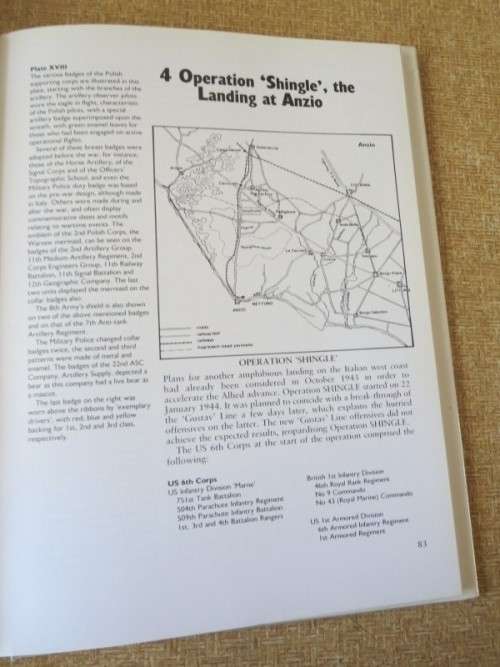 Plate XVIII
The various badges of the Polish
supporting corps are illustrated in this
plate, starting with the branches of the
artillery. The artillery observer pilots
wore the eagle in flight, characteristic
of the Polish pilots, with a special
artillery badge superimposed upon the
wreath, with green enamel leaves for
those who had been engaged on active
operational flights.
Several of these breast badges were
adopted before the war, for instance,
those of the Horse Artillery, of the
Signal Corps and of the Officers'
Topographic School, and even the
Military Police duty badge was based
on the pre-war design, although made
in Italy. Others were made during and
after the war, and often display
commemorative dates and motifs
relating to wartime events. The
emblem of the 2nd Polish Corps, the
Warsaw mermaid, can be seen on the
badges of the 2nd Artillery Group,
11th Medium Artillery Regiment, 2nd
Corps Engineers Group, 11th Railway
Battalion, 11th Signal Battalion and
12th Geographic Company. The last
two units displayed the mermaid on the
collar badges also.
The 8th Army's shield is also shown
on two of the above mentioned badges
and on that of the 7th Anti-tank
Artillery Regiment.
The Military Police changed collar
badges twice, the second and third
patterns were made of metal and
enamel. The badges of the 22nd ASC
Company, Artillery Supply, depicted a
bear as this company had a live bear as
a mascot.
The last badge on the right was
worn above the ribbons by 'exemplary
drivers', with red, blue and yellow
backing for 1st, 2nd and 3rd class,
respectively.
4 Operation 'Shingle', the
Landing at Anzio
Anzio
ANZIO
NETTUNO
OPERATION 'SHINGLE'
Plans for another amphibious landing on the Italian west coast
had already been considered in October 1943 in order to
accelerate the Allied advance. Operation SHINGLE started on 22
January 1944. It was planned to coincide with a break-through of
the 'Gustav' Line a few days later, which explains the hurried
offensives on the latter. The new 'Gustav' Line offensives did not
achieve the expected results, jeopardising Operation SHINGLE.
The US 6th Corps at the start of the operation comprised the
following:
US 6th Corps
US Infantry Division 'Marne'
751st Tank Battalion
504th Parachute Infantry Regiment
509th Parachute Infantry Battalion
1st, 3rd and 4th Battalion Rangers
British 1st Infantry Division
46th Royal Tank Regiment
No 9 Commando
No 43 (Royal Marine) Commando
US 1st Armored Division
6th Armored Infantry Regiment
1st Armored Regiment
83